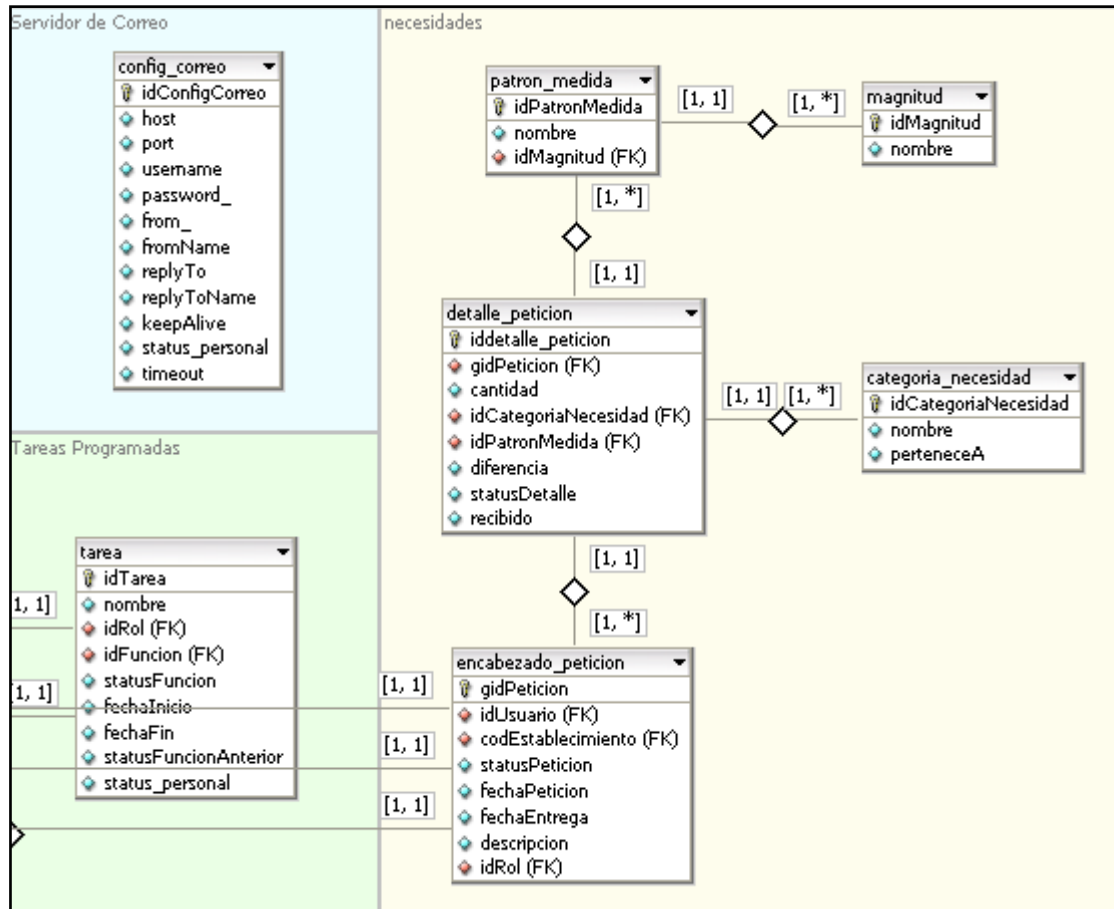 Servidor de Correo
config_correo
idConfigCorreo
host
port
username
password_
from_
fromName
replyTo
replyToName
keepAlive
status_personal
timeout
Tareas Programadas
tarea
idTarea
nombre
idRol (FK)
idFuncion (FK)
statusFuncion
fechaInicio
fechaFin
statusFuncionAnterior
status_personal
1, 1]
[1, 1]
necesidades
patron_medida
idPatronMedida
nombre
idMagnitud (FK)
[1, 1]
[1, *]
magnitud
idMagnitud
nombre
[1, *]
[1, 1]
detalle_peticion
iddetalle_peticion
gidPeticion (FK)
cantidad
idCategoriaNecesidad (FK)
idPatronMedida (FK)
diferencia
statusDetalle
recibido
[1, 1]
[1, *]
categoria_necesidad
idCategoriaNecesidad
nombre
perteneceA
[1, 1]
[1, *]
encabezado_peticion
gidPeticion
idUsuario (FK)
codEstablecimiento (FK)
statusPeticion
fechaPeticion
fechaEntrega
descripcion
idRol (FK)
[1, 1]
[1, 1]
[1, 1]